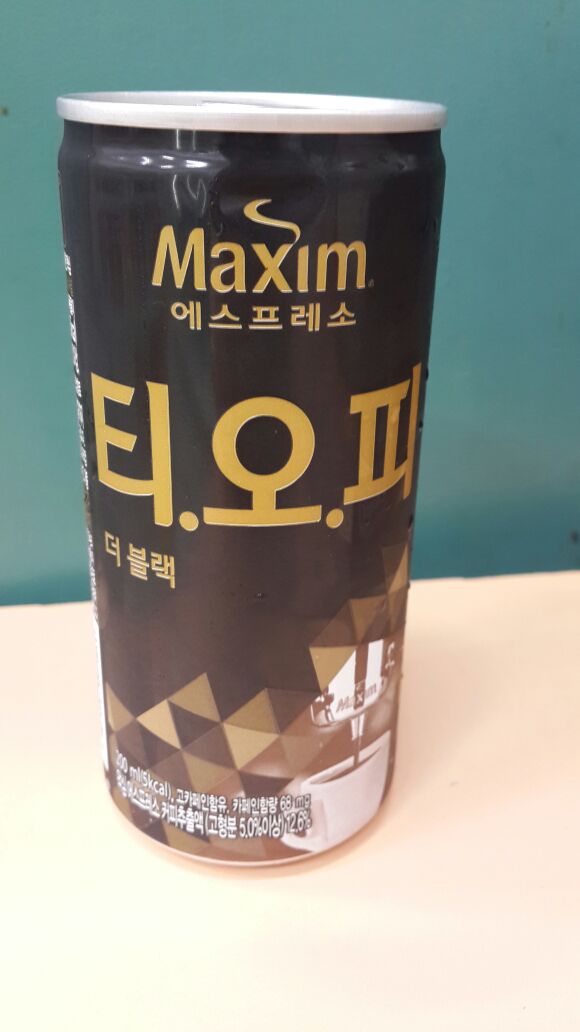 Maxim
에스프레소
티.오.피
더 블랙
Maxim
200 ml(5kcal), 고카페인함유, 카페인함량 68 mg
에스프레소 커피추출액(고형분 5.0%이상) 12.6%